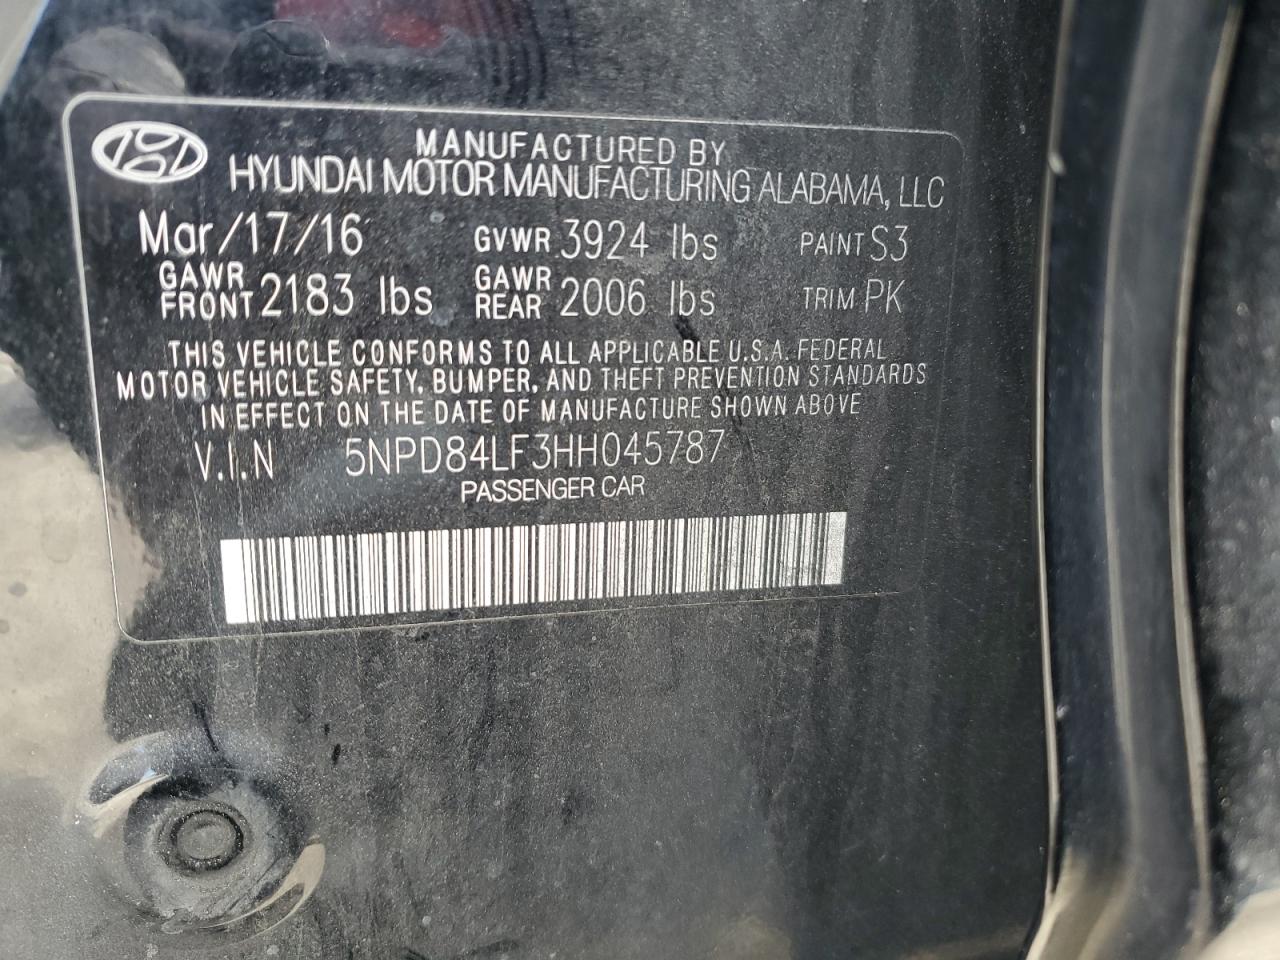 MANUFACTURED BY
HYUNDAI MOTOR MANUFACTURING ALABAMA, LLC
Mar/17/16 GVWR 3924 lbs PAINT S3
GAWR FRONT 2183 lbs GAWR REAR 2006 lbs TRIM PK
THIS VEHICLE CONFORMS TO ALL APPLICABLE U.S.A. FEDERAL
MOTOR VEHICLE SAFETY, BUMPER, AND THEFT PREVENTION STANDARDS
IN EFFECT ON THE DATE OF MANUFACTURE SHOWN ABOVE
V.I.N 5NPD84LF3HH045787
PASSENGER CAR